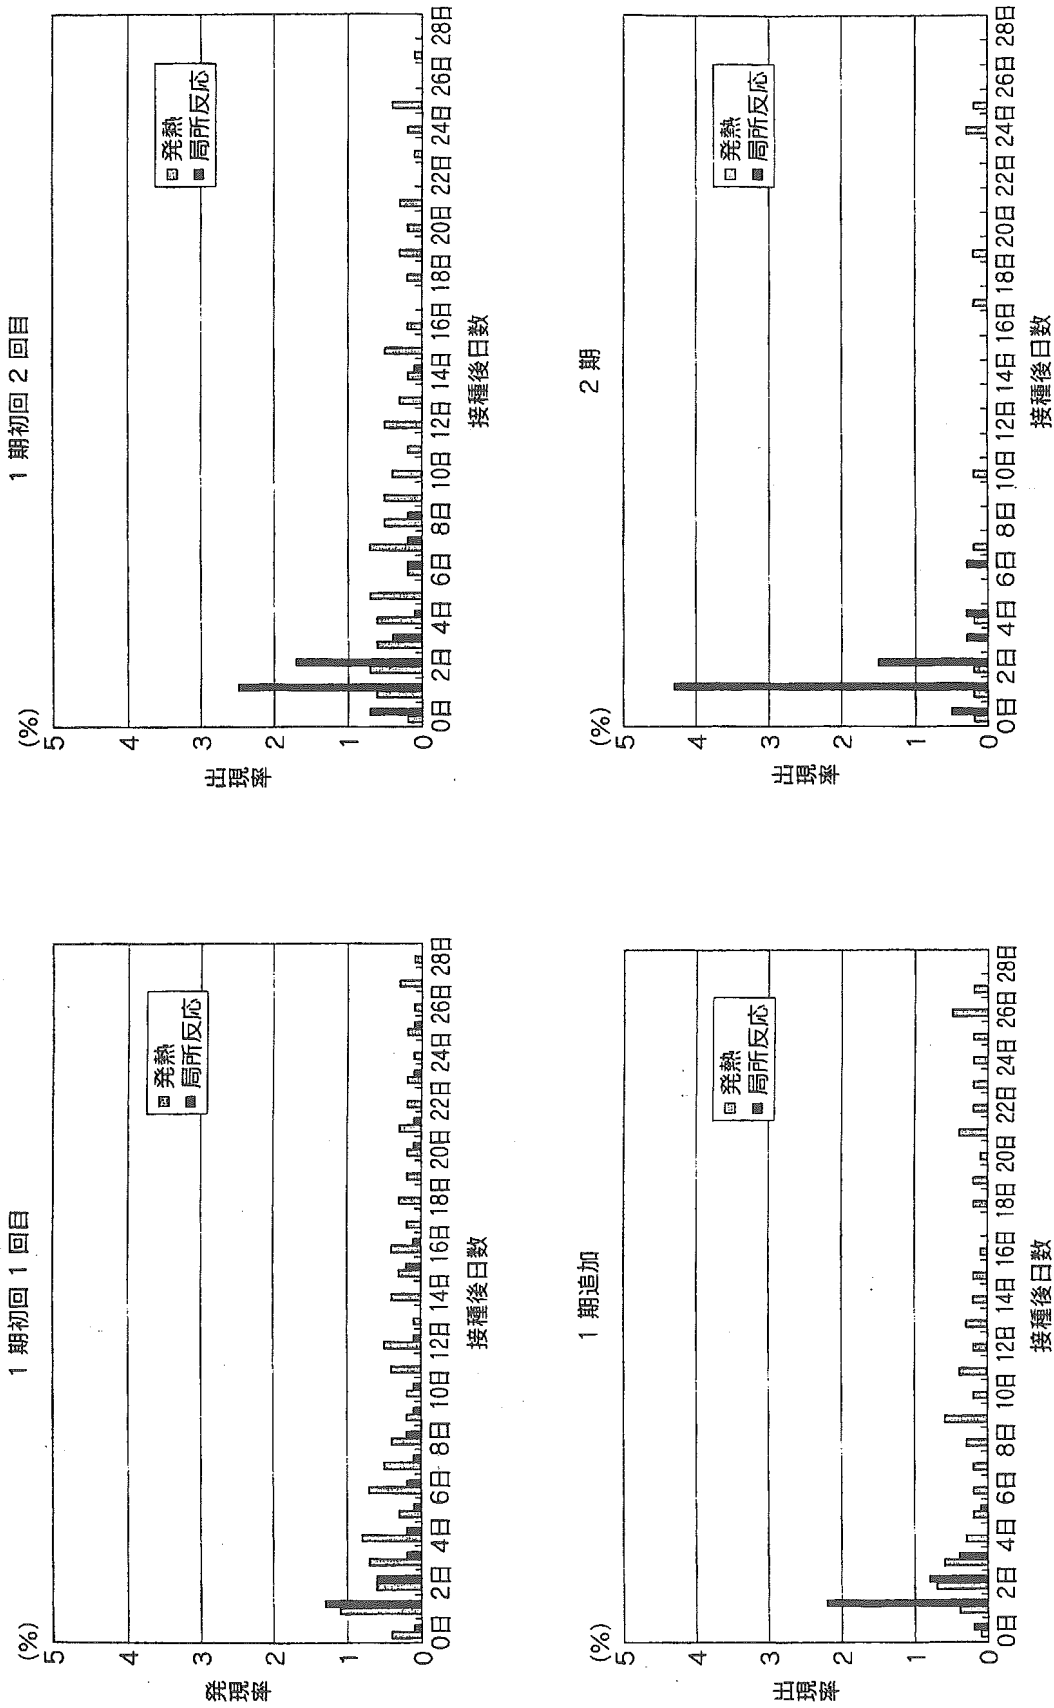 1期初回1回目
(%)
5
4
3
2
1
0
発現率
発熱
局所反応
0日 2日 4日 6日 8日 10日 12日 14日 16日 18日 20日 22日 24日 26日 28日
接種後日数
1期初回2回目
(%)
5
4
3
2
1
0
出現率
発熱
局所反応
0日 2日 4日 6日 8日 10日 12日 14日 16日 18日 20日 22日 24日 26日 28日
接種後日数
1期追加
(%)
5
4
3
2
1
0
出現率
発熱
局所反応
0日 2日 4日 6日 8日 10日 12日 14日 16日 18日 20日 22日 24日 26日 28日
接種後日数
2期
(%)
5
4
3
2
1
0
出現率
発熱
局所反応
0日 2日 4日 6日 8日 10日 12日 14日 16日 18日 20日 22日 24日 26日 28日
接種後日数